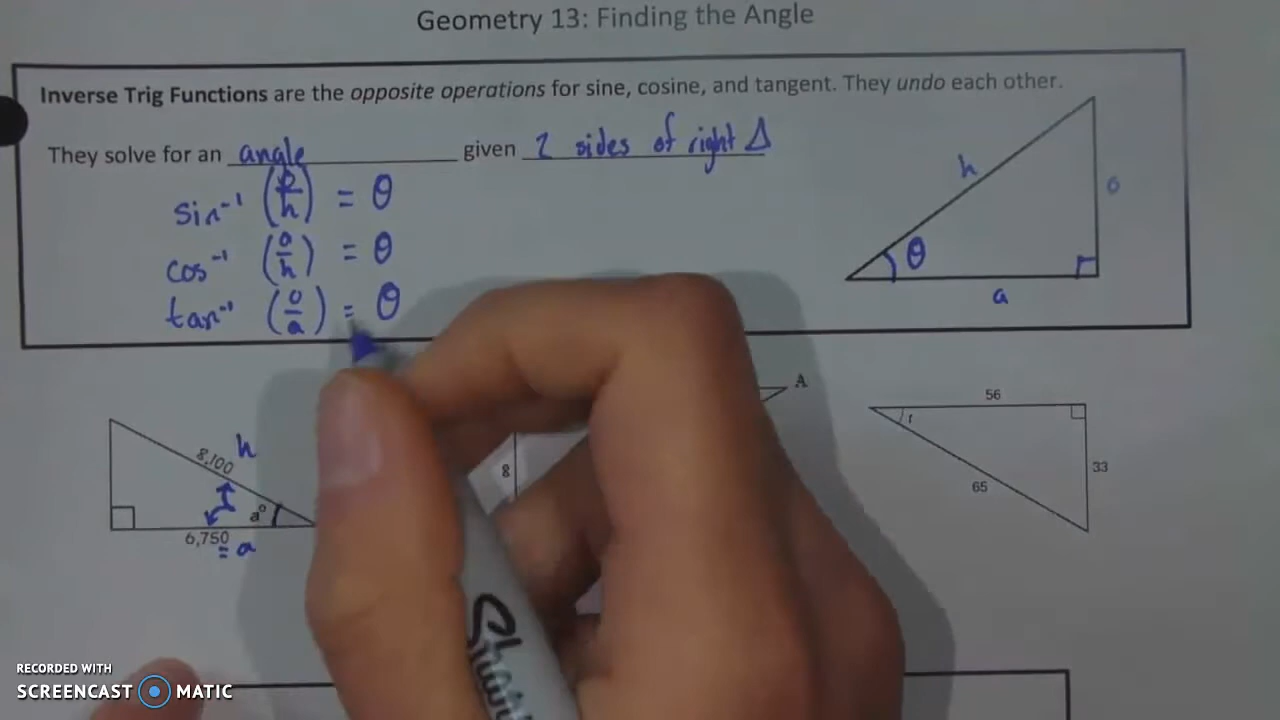 Geometry 13: Finding the Angle
Inverse Trig Functions are the opposite operations for sine, cosine, and tangent. They undo each other.
They solve for an angle given 2 sides of right Δ
sin⁻¹ (o/h) = θ
cos⁻¹ (o/h) = θ
tan⁻¹ (o/a) = θ
h
o
θ
a
8,100 h
a°
6,750 = a
8
A
56
33
65
Shar
RECORDED WITH
SCREENCAST MATIC